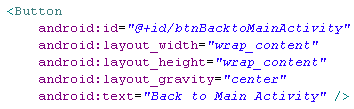 <Button
android:id="@+id/btnBacktoMainActivity"
android:layout_width="wrap_content"
android:layout_height="wrap_content"
android:layout_gravity="center"
android:text="Back to Main Activity" />